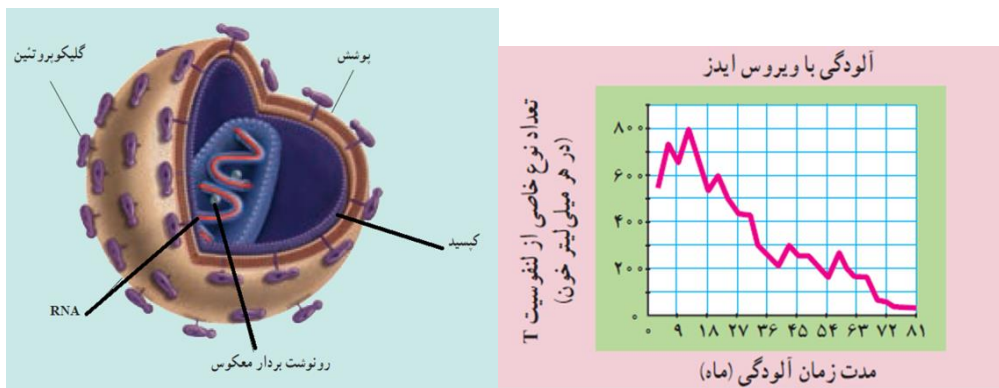 گلیکوپروتئین
پوشش
کپسید
RNA
رونوشت بردار معکوس
آلودگی با ویروس ایدز
تعداد نوع خاصی از لنفوسیت T
(در هر میلی لیتر خون)
۸۰۰
۶۰۰
۴۰۰
۲۰۰
۰
۰ ۹ ۱۸ ۲۷ ۳۶ ۴۵ ۵۴ ۶۳ ۷۲ ۸۱
مدت زمان آلودگی (ماه)